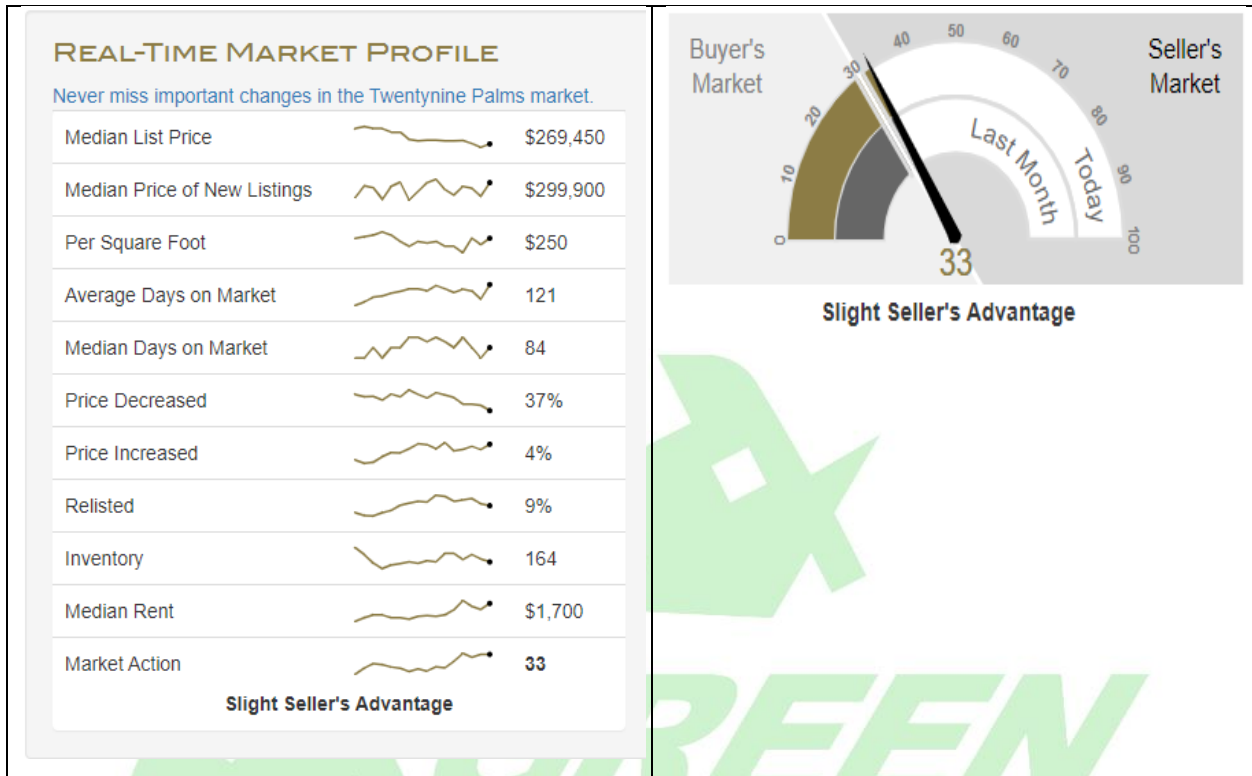 REAL-TIME MARKET PROFILE
Never miss important changes in the Twentynine Palms market.
Median List Price $269,450
Median Price of New Listings $299,900
Per Square Foot $250
Average Days on Market 121
Median Days on Market 84
Price Decreased 37%
Price Increased 4%
Relisted 9%
Inventory 164
Median Rent $1,700
Market Action 33
Slight Seller's Advantage
Buyer's
Market
Seller's
Market
0 10 20 30 40 50 60 70 80 90 100
Last Month
Today
33
Slight Seller's Advantage
REEN